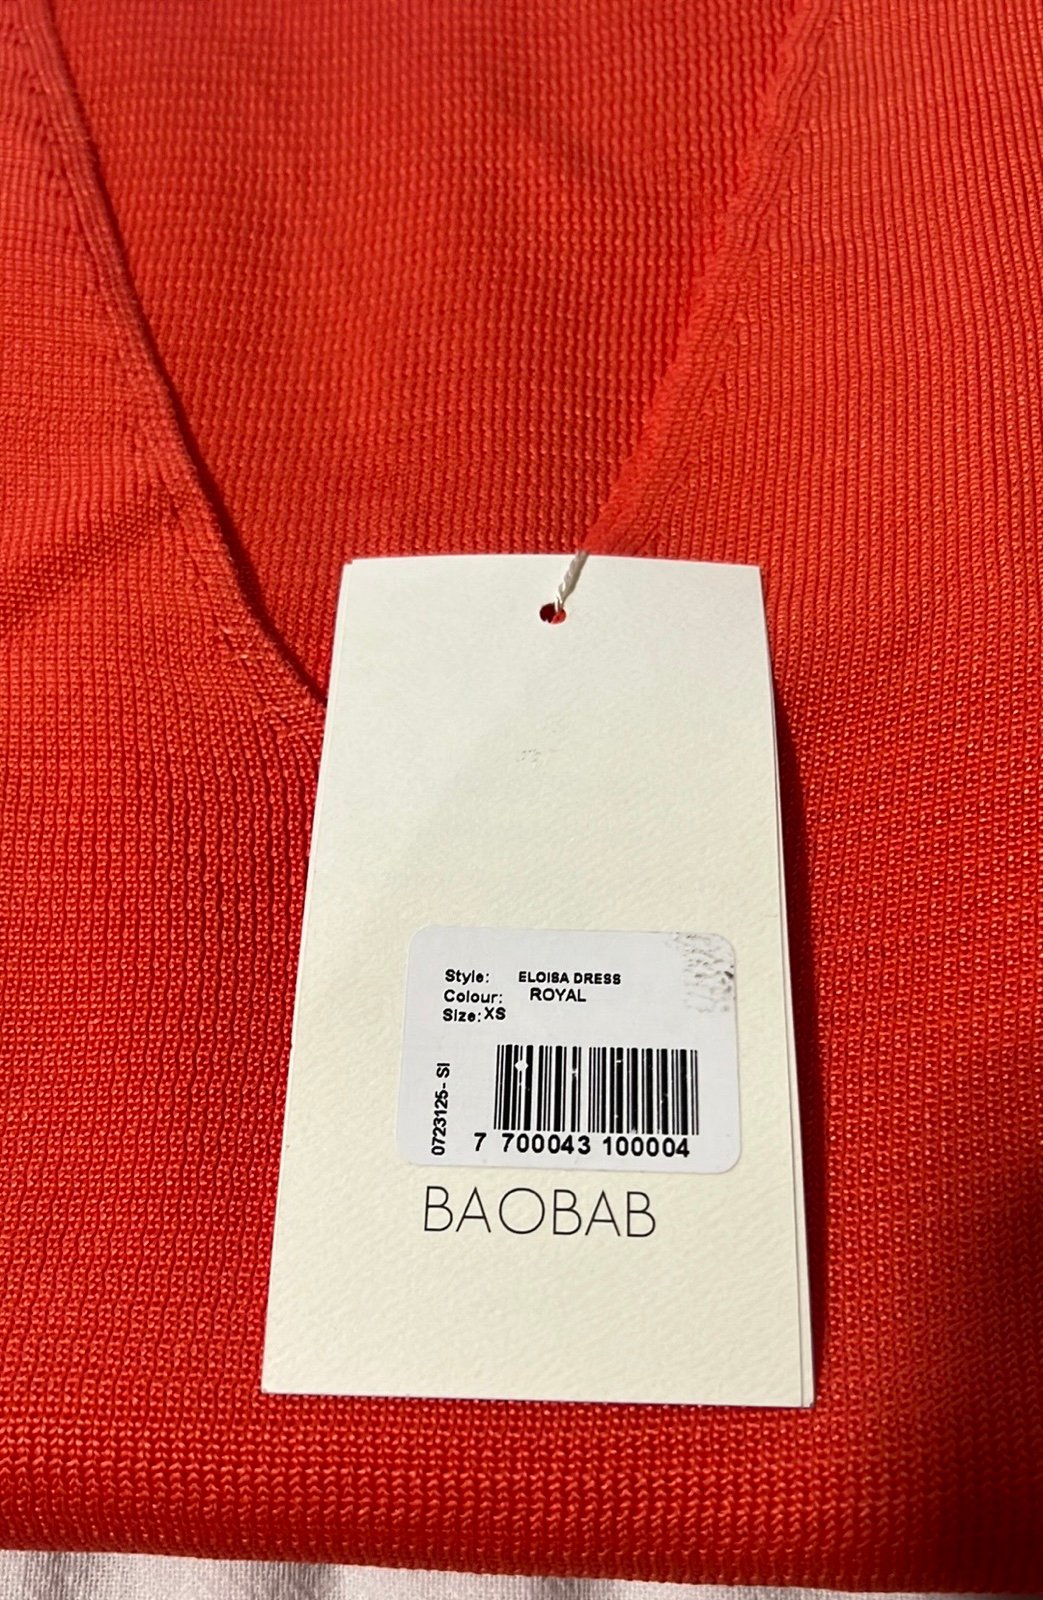 Style: ELOISA DRESS
Colour: ROYAL
Size: XS
0723125- SI
7 700043 100004
BAOBAB